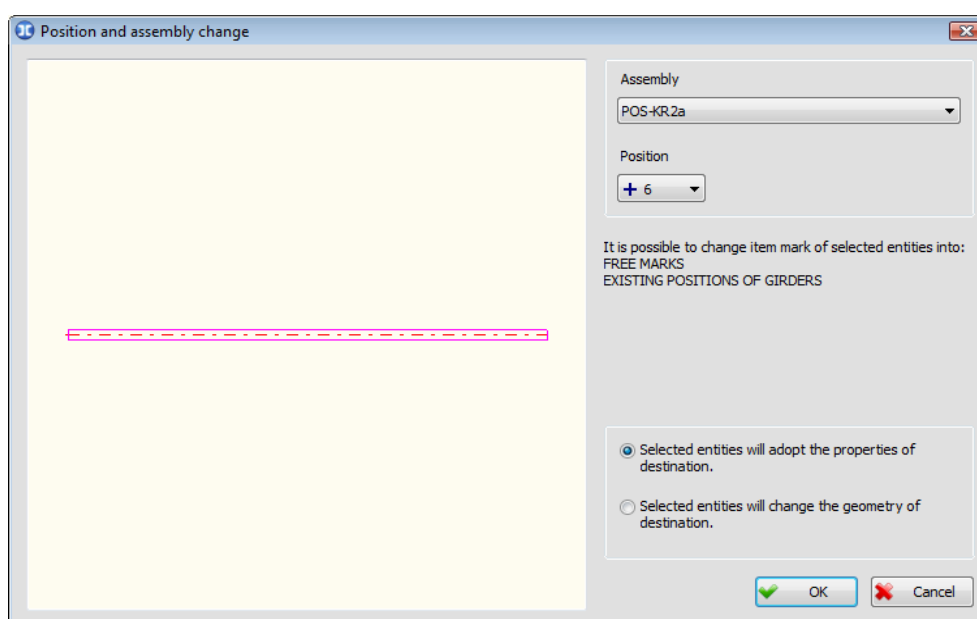 Position and assembly change
Assembly
POS-KR2a
Position
6
It is possible to change item mark of selected entities into:
FREE MARKS
EXISTING POSITIONS OF GIRDERS
Selected entities will adopt the properties of
destination.
Selected entities will change the geometry of
destination.
OK
Cancel